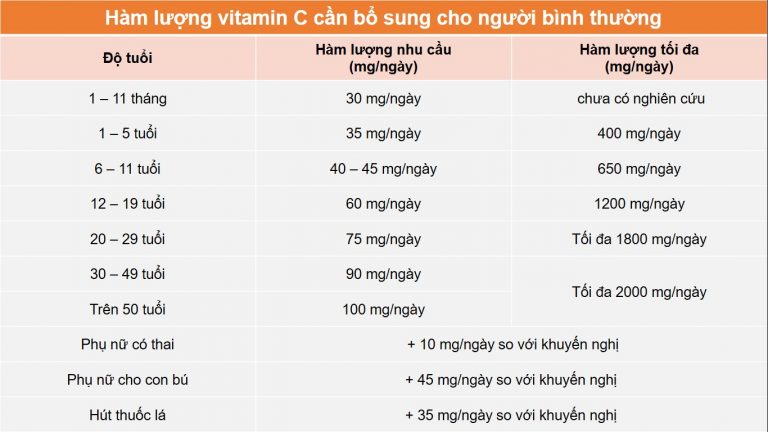 Hàm lượng vitamin C cần bổ sung cho người bình thường
Độ tuổi
Hàm lượng nhu cầu
(mg/ngày)
Hàm lượng tối đa
(mg/ngày)
1 – 11 tháng
30 mg/ngày
chưa có nghiên cứu
1 – 5 tuổi
35 mg/ngày
400 mg/ngày
6 – 11 tuổi
40 – 45 mg/ngày
650 mg/ngày
12 – 19 tuổi
60 mg/ngày
1200 mg/ngày
20 – 29 tuổi
75 mg/ngày
Tối đa 1800 mg/ngày
30 – 49 tuổi
90 mg/ngày
Tối đa 2000 mg/ngày
Trên 50 tuổi
100 mg/ngày
Phụ nữ có thai
+ 10 mg/ngày so với khuyến nghị
Phụ nữ cho con bú
+ 45 mg/ngày so với khuyến nghị
Hút thuốc lá
+ 35 mg/ngày so với khuyến nghị